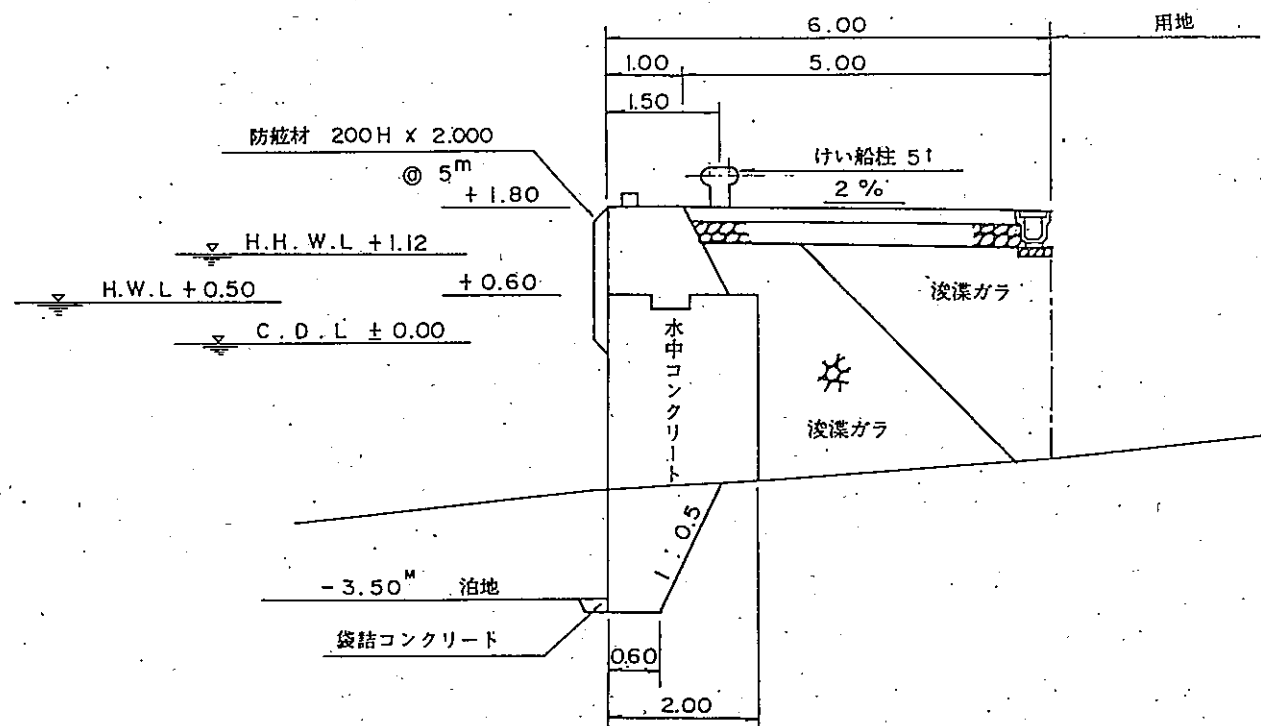 6.00
用地
1.00
5.00
1.50
防舷材 200H × 2.000
@ 5m
けい船柱 5t
2 %
+ 1.80
H.H.W.L +1.12
H.W.L + 0.50
+ 0.60
C.D.L ± 0.00
浚渫ガラ
水中コンクリート
浚渫ガラ
1 : 0.5
- 3.50M 泊地
袋詰コンクリード
0.60
2.00